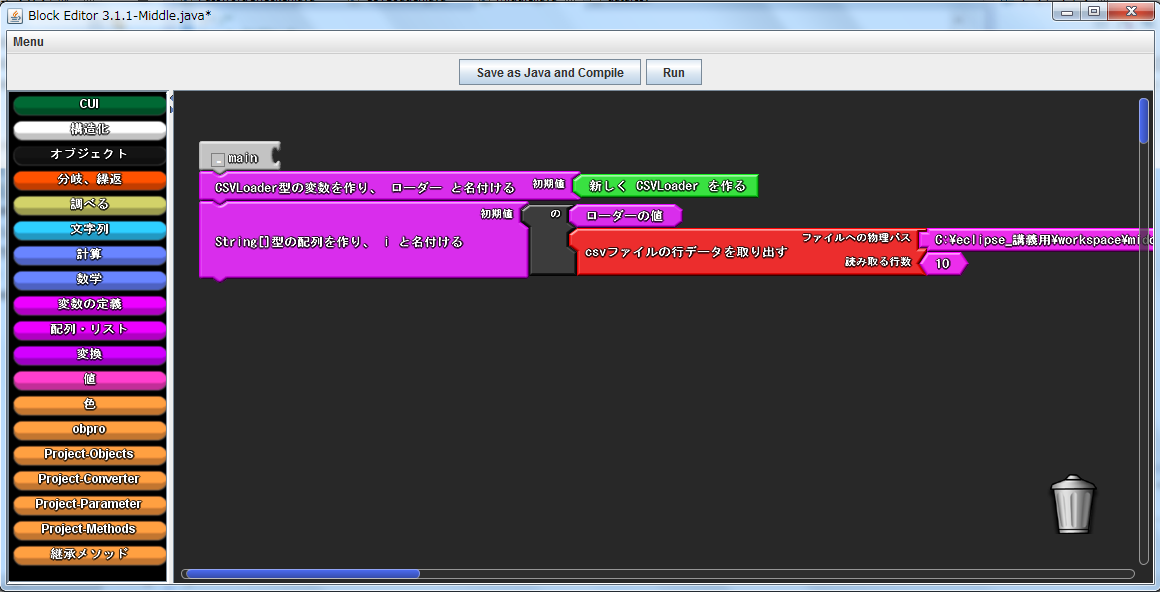 Block Editor 3.1.1-Middle.java*
Menu
Save as Java and Compile
Run
CUI
構造化
オブジェクト
分岐、繰返
調べる
文字列
計算
数学
変数の定義
配列・リスト
変換
値
色
obpro
Project-Objects
Project-Converter
Project-Parameter
Project-Methods
継承メソッド
main
CSVLoader型の変数を作り、 ローダー と名付ける 初期値 新しく CSVLoader を作る
String[]型の配列を作り、 i と名付ける 初期値 の ローダーの値
csvファイルの行データを取り出す ファイルへの物理パス C:¥eclipse_講義用¥workspace¥midd
読み取る行数 10